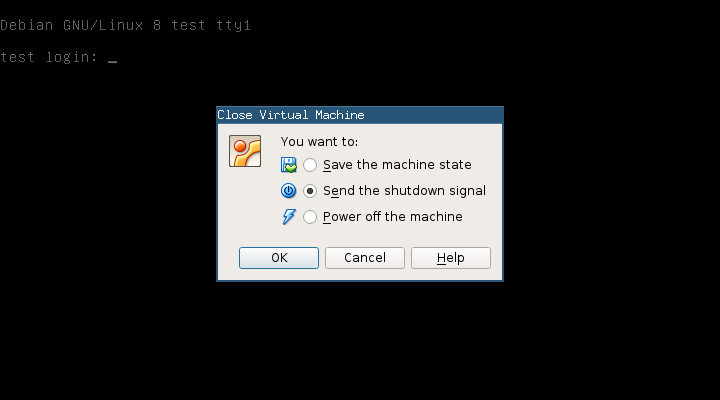 Debian GNU/Linux 8 test tty1
test login: _
Close Virtual Machine
You want to:
Save the machine state
Send the shutdown signal
Power off the machine
OK
Cancel
Help